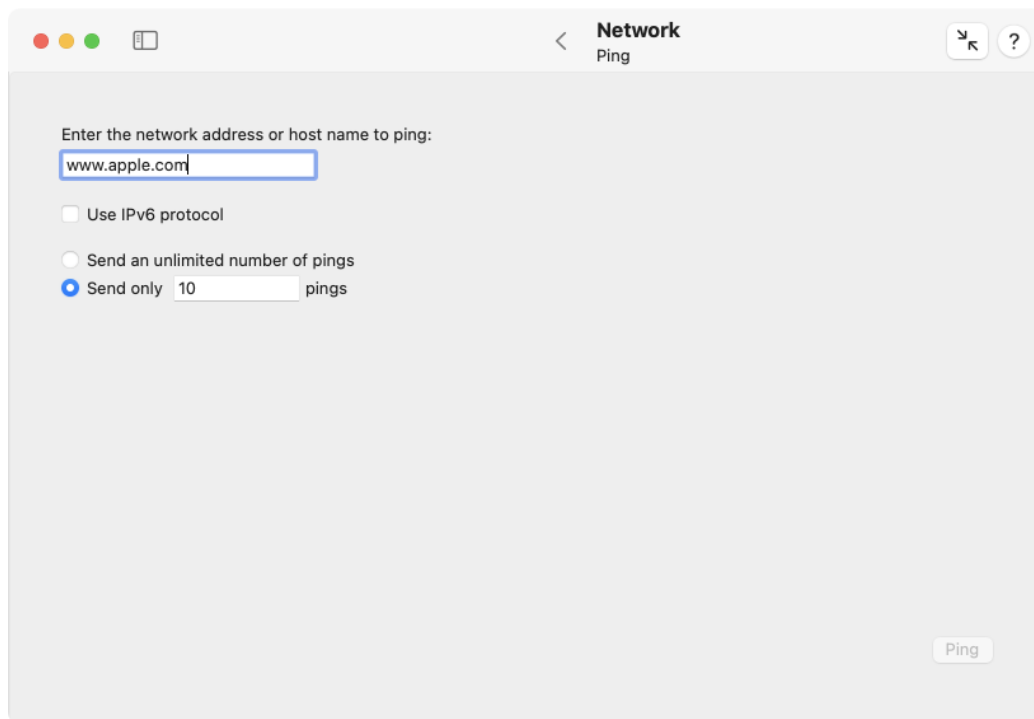 Network
Ping
?
Enter the network address or host name to ping:
www.apple.com
Use IPv6 protocol
Send an unlimited number of pings
Send only 10 pings
Ping